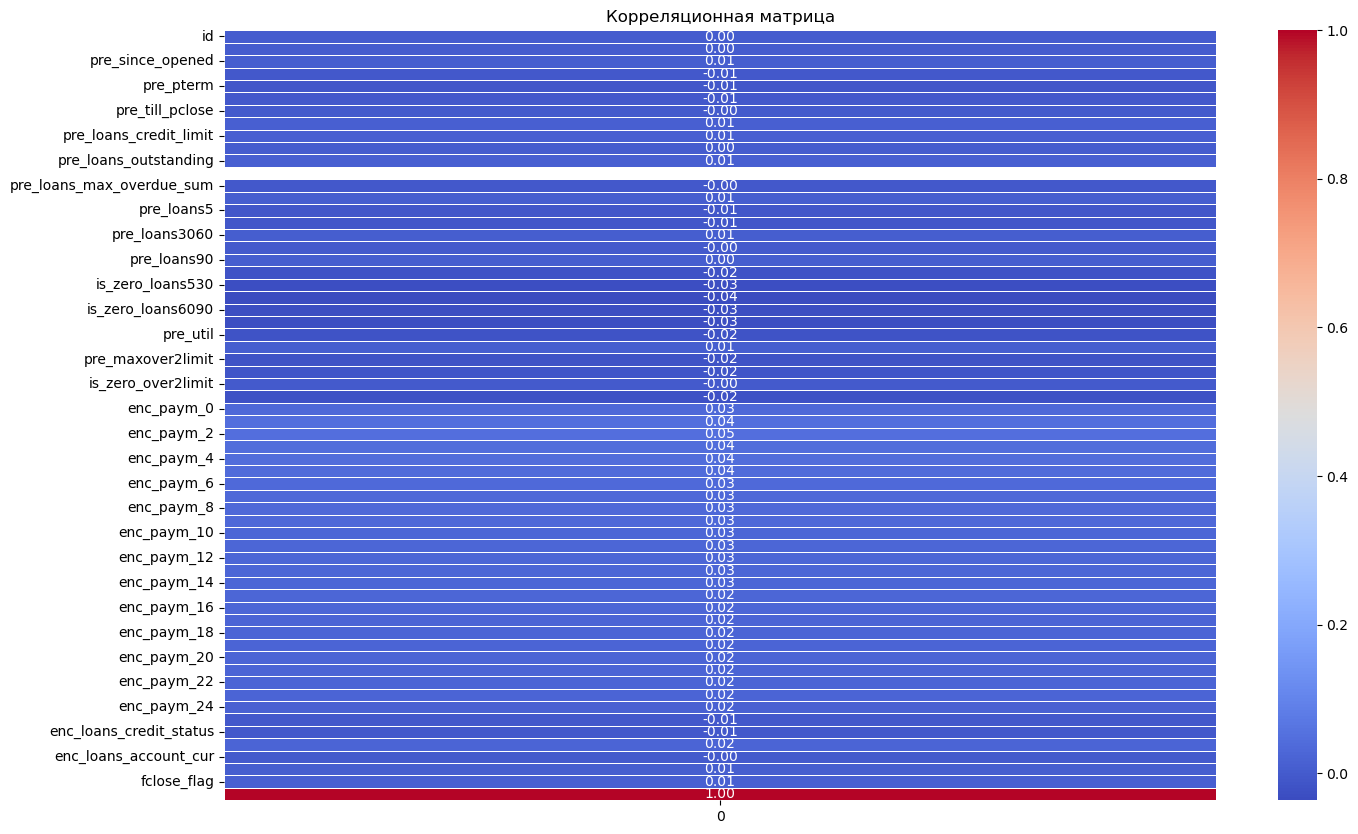 Корреляционная матрица
id
0.00
0.00
pre_since_opened
0.01
-0.01
pre_pterm
-0.01
-0.01
pre_till_pclose
-0.00
0.01
pre_loans_credit_limit
0.01
0.00
pre_loans_outstanding
0.01
pre_loans_max_overdue_sum
-0.00
0.01
pre_loans5
-0.01
-0.01
pre_loans3060
0.01
-0.00
pre_loans90
0.00
-0.02
is_zero_loans530
-0.03
-0.04
is_zero_loans6090
-0.03
-0.03
pre_util
-0.02
0.01
pre_maxover2limit
-0.02
-0.02
is_zero_over2limit
-0.00
-0.02
enc_paym_0
0.03
0.04
enc_paym_2
0.05
0.04
enc_paym_4
0.04
0.04
enc_paym_6
0.03
0.03
enc_paym_8
0.03
0.03
enc_paym_10
0.03
0.03
enc_paym_12
0.03
0.03
enc_paym_14
0.03
0.02
enc_paym_16
0.02
0.02
enc_paym_18
0.02
0.02
enc_paym_20
0.02
0.02
enc_paym_22
0.02
0.02
enc_paym_24
0.02
-0.01
enc_loans_credit_status
-0.01
0.02
enc_loans_account_cur
-0.00
0.01
fclose_flag
0.01
1.00
0
1.0
0.8
0.6
0.4
0.2
0.0